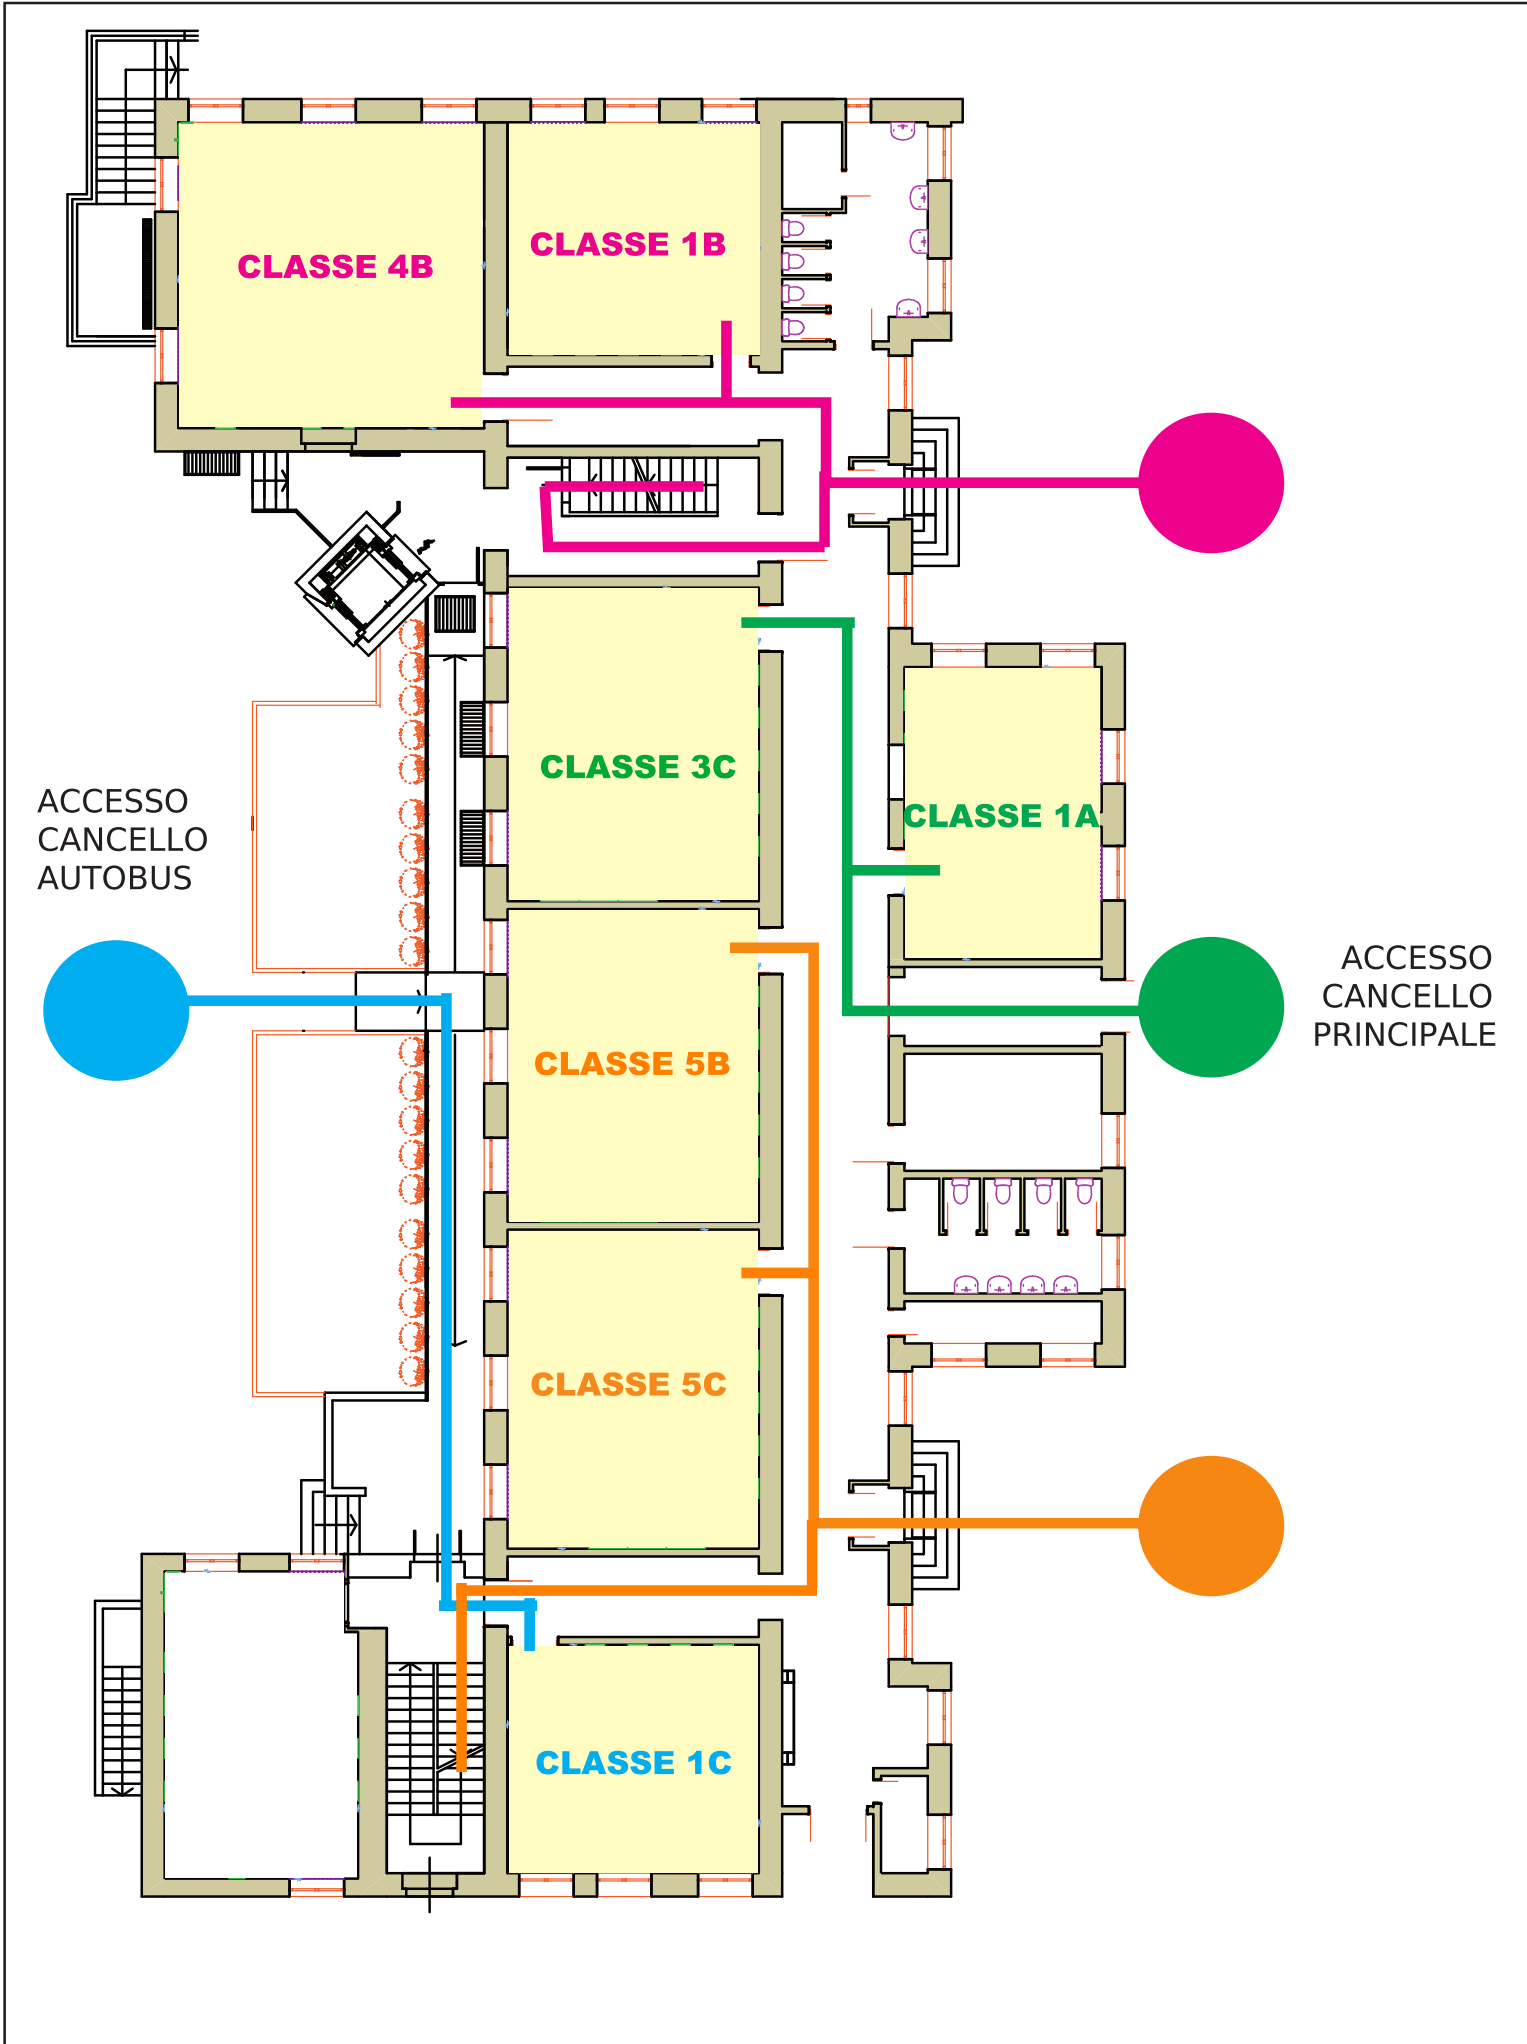 CLASSE 1B
CLASSE 4B
CLASSE 3C
ACCESSO
CANCELLO
AUTOBUS
CLASSE 1A
ACCESSO
CANCELLO
PRINCIPALE
CLASSE 5B
CLASSE 5C
CLASSE 1C